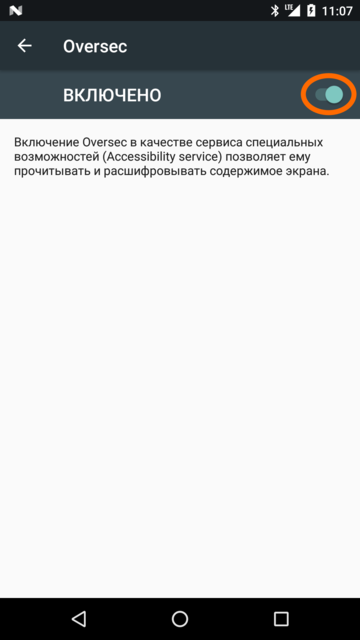 LTE 11:07
Oversec
ВКЛЮЧЕНО
Включение Oversec в качестве сервиса специальных
возможностей (Accessibility service) позволяет ему
прочитывать и расшифровывать содержимое экрана.